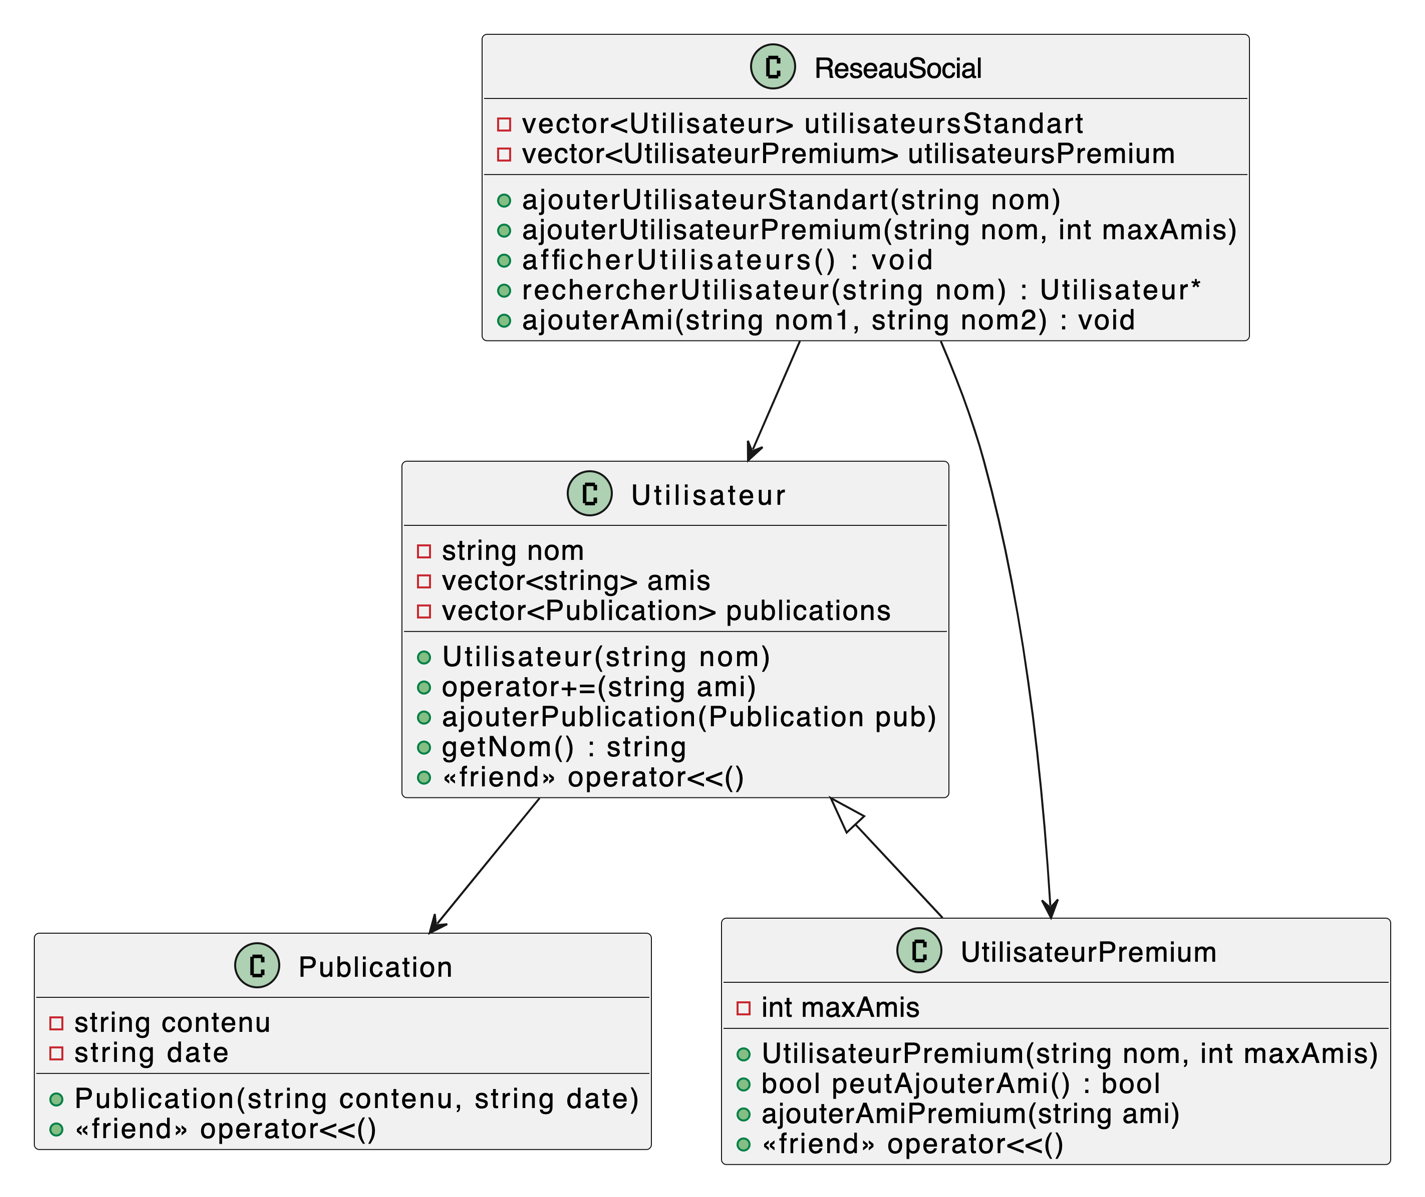 C ReseauSocial
vector<Utilisateur> utilisateursStandart
vector<UtilisateurPremium> utilisateursPremium
ajouterUtilisateurStandart(string nom)
ajouterUtilisateurPremium(string nom, int maxAmis)
afficherUtilisateurs() : void
rechercherUtilisateur(string nom) : Utilisateur*
ajouterAmi(string nom1, string nom2) : void
C Utilisateur
string nom
vector<string> amis
vector<Publication> publications
Utilisateur(string nom)
operator+=(string ami)
ajouterPublication(Publication pub)
getNom() : string
«friend» operator<<()
C Publication
string contenu
string date
Publication(string contenu, string date)
«friend» operator<<()
C UtilisateurPremium
int maxAmis
UtilisateurPremium(string nom, int maxAmis)
bool peutAjouterAmi() : bool
ajouterAmiPremium(string ami)
«friend» operator<<()